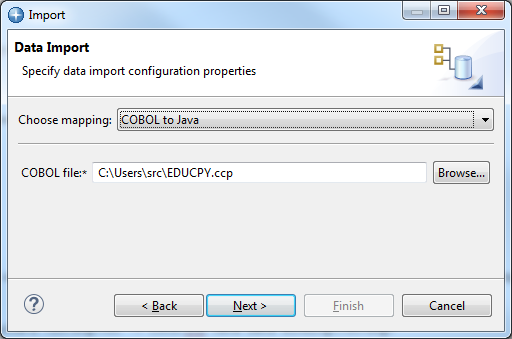 Import
Data Import
Specify data import configuration properties
Choose mapping: COBOL to Java
COBOL file:* C:\Users\src\EDUCPY.ccp Browse...
? < Back Next > Finish Cancel